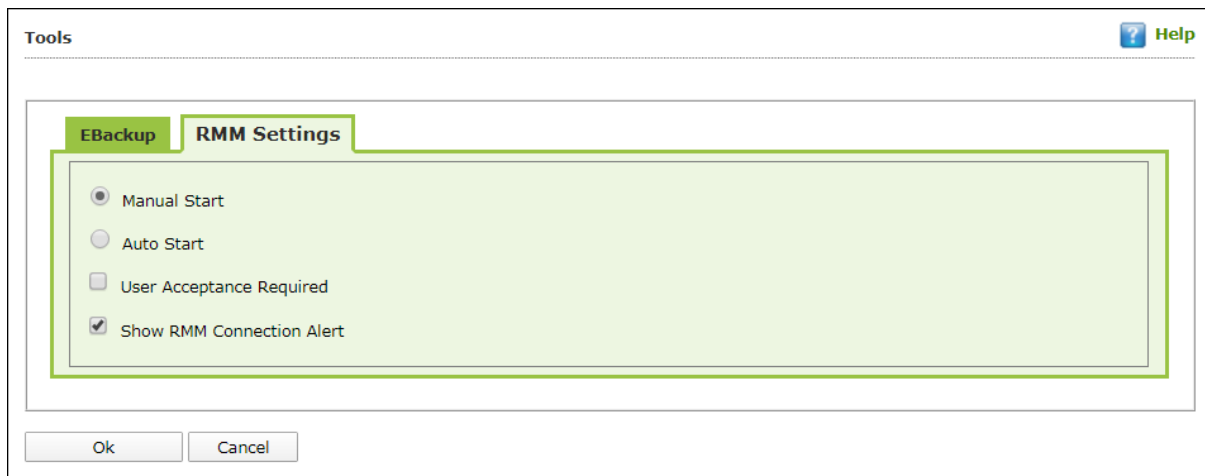 Tools
? Help
EBackup
RMM Settings
Manual Start
Auto Start
User Acceptance Required
Show RMM Connection Alert
Ok
Cancel